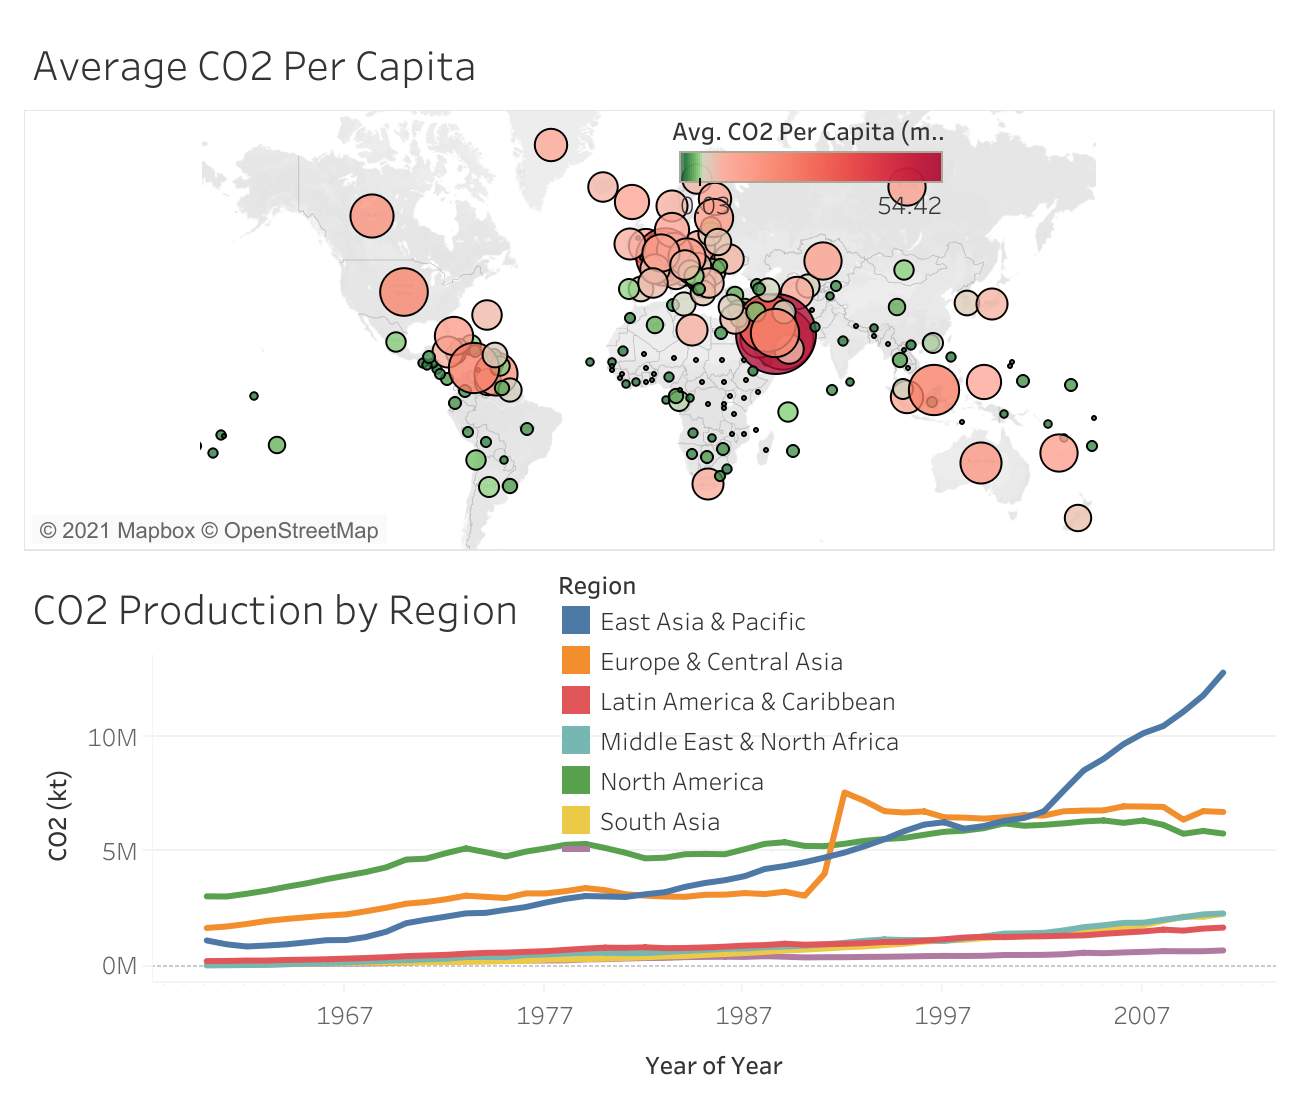 Average CO2 Per Capita
Avg. CO2 Per Capita (m..
0.03
54.42
© 2021 Mapbox © OpenStreetMap
CO2 Production by Region
Region
East Asia & Pacific
Europe & Central Asia
Latin America & Caribbean
Middle East & North Africa
North America
South Asia
10M
5M
0M
CO2 (kt)
1967
1977
1987
1997
2007
Year of Year